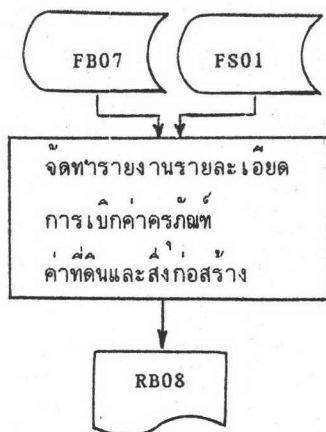 FB07 FS01
จัดทำรายงานรายละเอียด
การเบิกค่าครุภัณฑ์
ค่าที่ดินและสิ่งก่อสร้าง
RB08